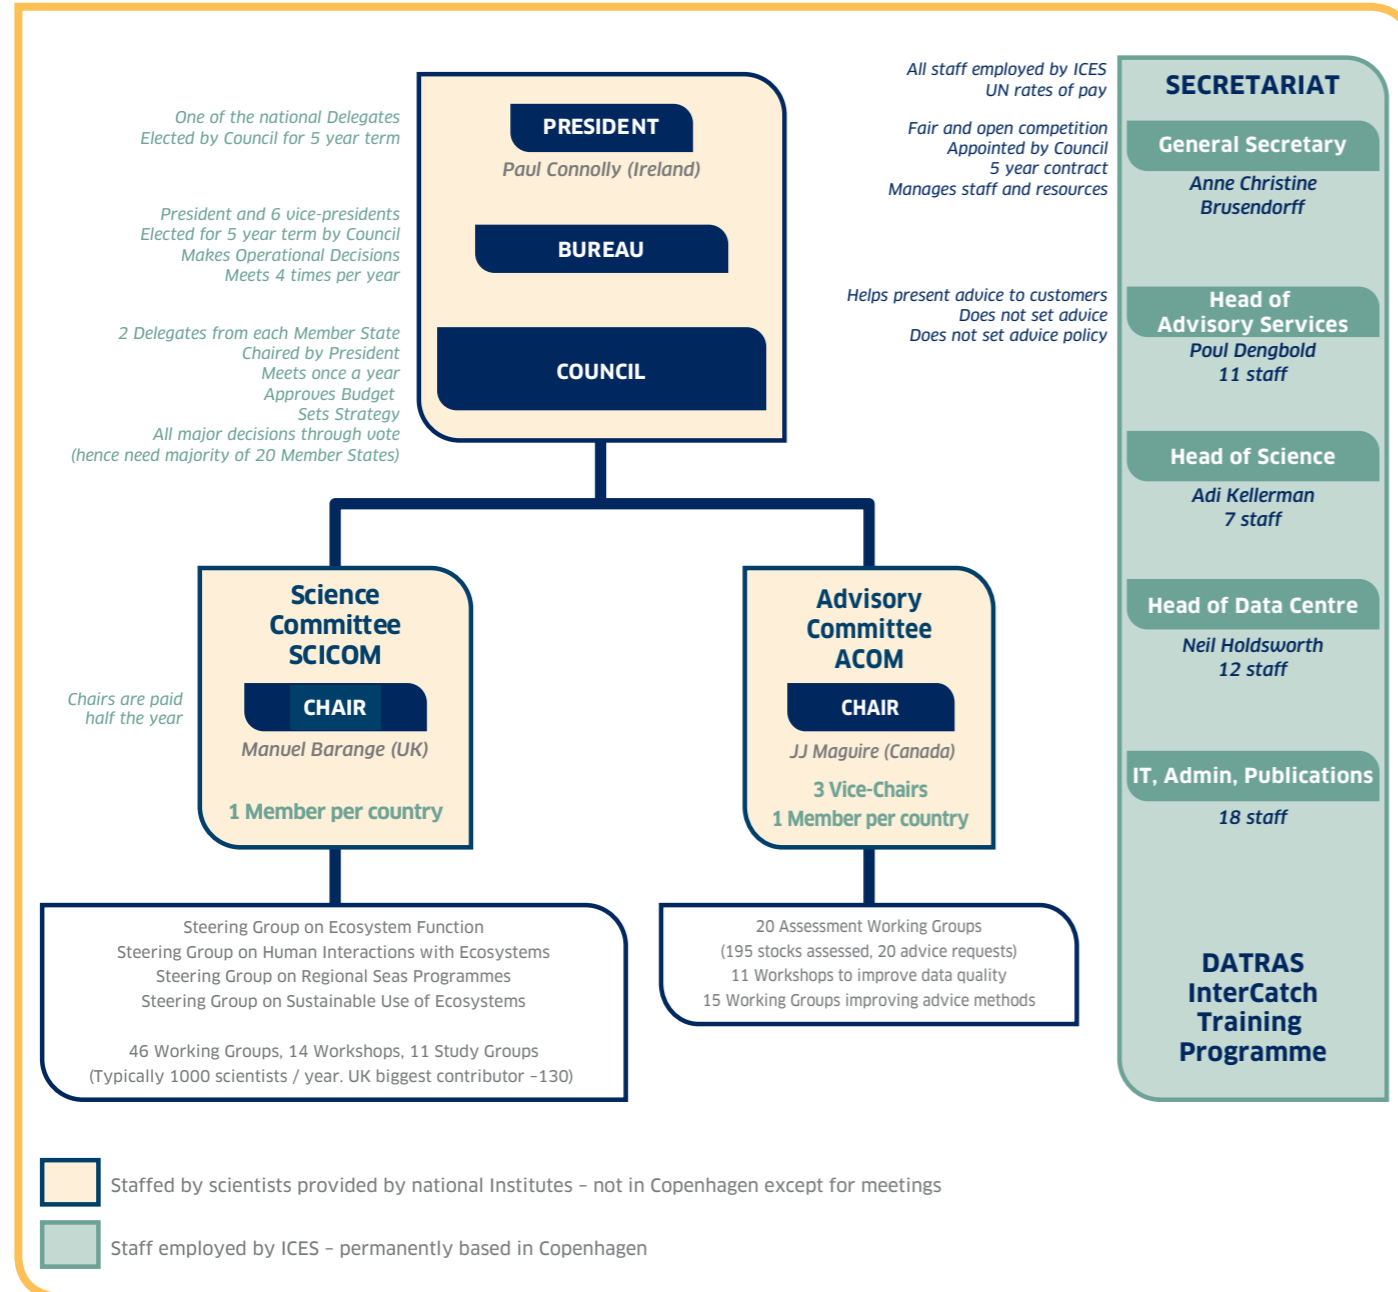 One of the national Delegates
Elected by Council for 5 year term
PRESIDENT
Paul Connolly (Ireland)
President and 6 vice-presidents
Elected for 5 year term by Council
Makes Operational Decisions
Meets 4 times per year
BUREAU
2 Delegates from each Member State
Chaired by President
Meets once a year
Approves Budget
Sets Strategy
All major decisions through vote
(hence need majority of 20 Member States)
COUNCIL
All staff employed by ICES
UN rates of pay
Fair and open competition
Appointed by Council
5 year contract
Manages staff and resources
Helps present advice to customers
Does not set advice
Does not set advice policy
SECRETARIAT
General Secretary
Anne Christine
Brusendorff
Head of
Advisory Services
Poul Dengbold
11 staff
Head of Science
Adi Kellerman
7 staff
Head of Data Centre
Neil Holdsworth
12 staff
IT, Admin, Publications
18 staff
DATRAS
InterCatch
Training
Programme
Chairs are paid
half the year
Science
Committee
SCICOM
CHAIR
Manuel Barange (UK)
1 Member per country
Advisory
Committee
ACOM
CHAIR
JJ Maguire (Canada)
3 Vice-Chairs
1 Member per country
Steering Group on Ecosystem Function
Steering Group on Human Interactions with Ecosystems
Steering Group on Regional Seas Programmes
Steering Group on Sustainable Use of Ecosystems
46 Working Groups, 14 Workshops, 11 Study Groups
(Typically 1000 scientists / year. UK biggest contributor –130)
20 Assessment Working Groups
(195 stocks assessed, 20 advice requests)
11 Workshops to improve data quality
15 Working Groups improving advice methods
Staffed by scientists provided by national Institutes – not in Copenhagen except for meetings
Staff employed by ICES – permanently based in Copenhagen